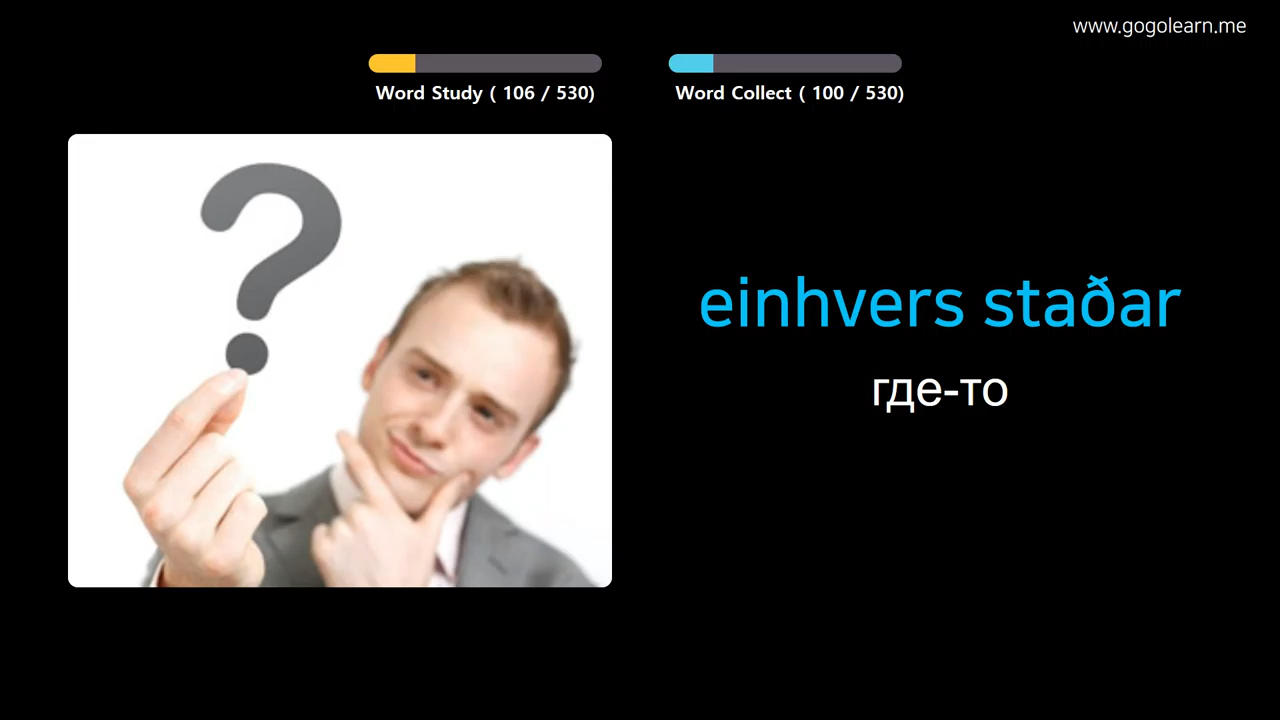 www.gogolearn.me
Word Study ( 106 / 530)
Word Collect ( 100 / 530)
?
einhvers staðar
где-то